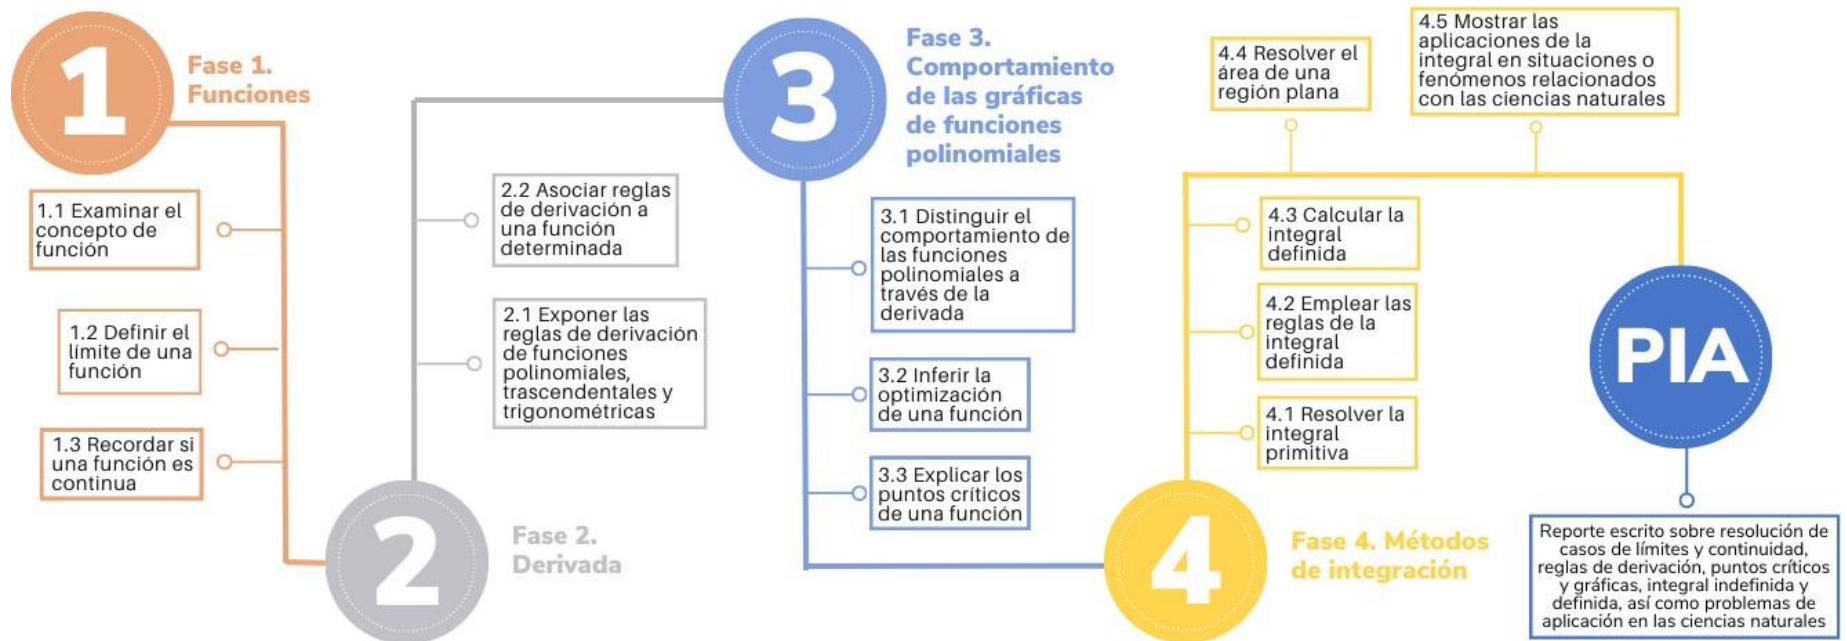 1
Fase 1.
Funciones
1.1 Examinar el
concepto de
función
1.2 Definir el
límite de una
función
1.3 Recordar si
una función es
continua
2
Fase 2.
Derivada
2.2 Asociar reglas
de derivación a
una función
determinada
2.1 Exponer las
reglas de derivación
de funciones
polinomiales,
trascendentales y
trigonométricas
3
Fase 3.
Comportamiento
de las gráficas
de funciones
polinomiales
3.1 Distinguir el
comportamiento de
las funciones
polinomiales a
través de la
derivada
3.2 Inferir la
optimización
de una función
3.3 Explicar los
puntos críticos
de una función
4
Fase 4. Métodos
de integración
4.4 Resolver el
área de una
región plana
4.5 Mostrar las
aplicaciones de la
integral en situaciones o
fenómenos relacionados
con las ciencias naturales
4.3 Calcular la
integral
definida
4.2 Emplear las
reglas de la
integral
definida
4.1 Resolver la
integral
primitiva
PIA
Reporte escrito sobre resolución de
casos de límites y continuidad,
reglas de derivación, puntos críticos
y gráficas, integral indefinida y
definida, así como problemas de
aplicación en las ciencias naturales